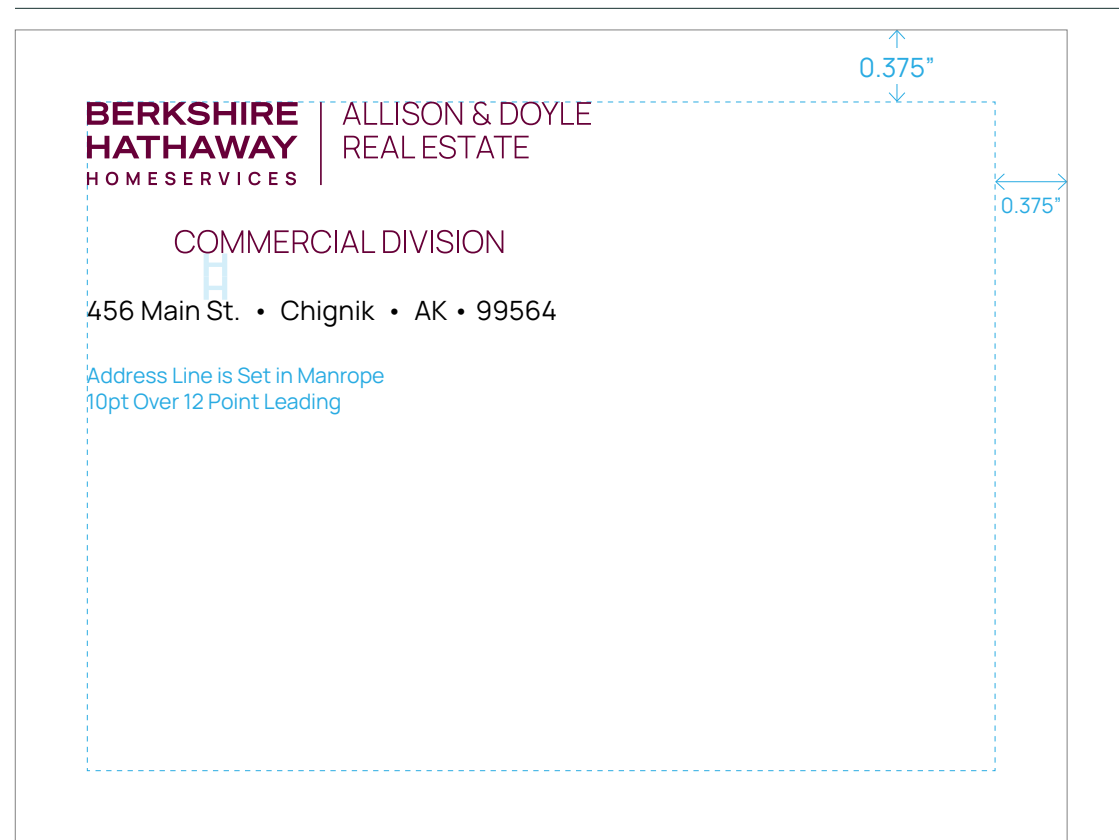 0.375”
BERKSHIRE
HATHAWAY
HOMESERVICES
ALLISON & DOYLE
REAL ESTATE
0.375”
COMMERCIAL DIVISION
H
456 Main St. • Chignik • AK • 99564
Address Line is Set in Manrope
10pt Over 12 Point Leading